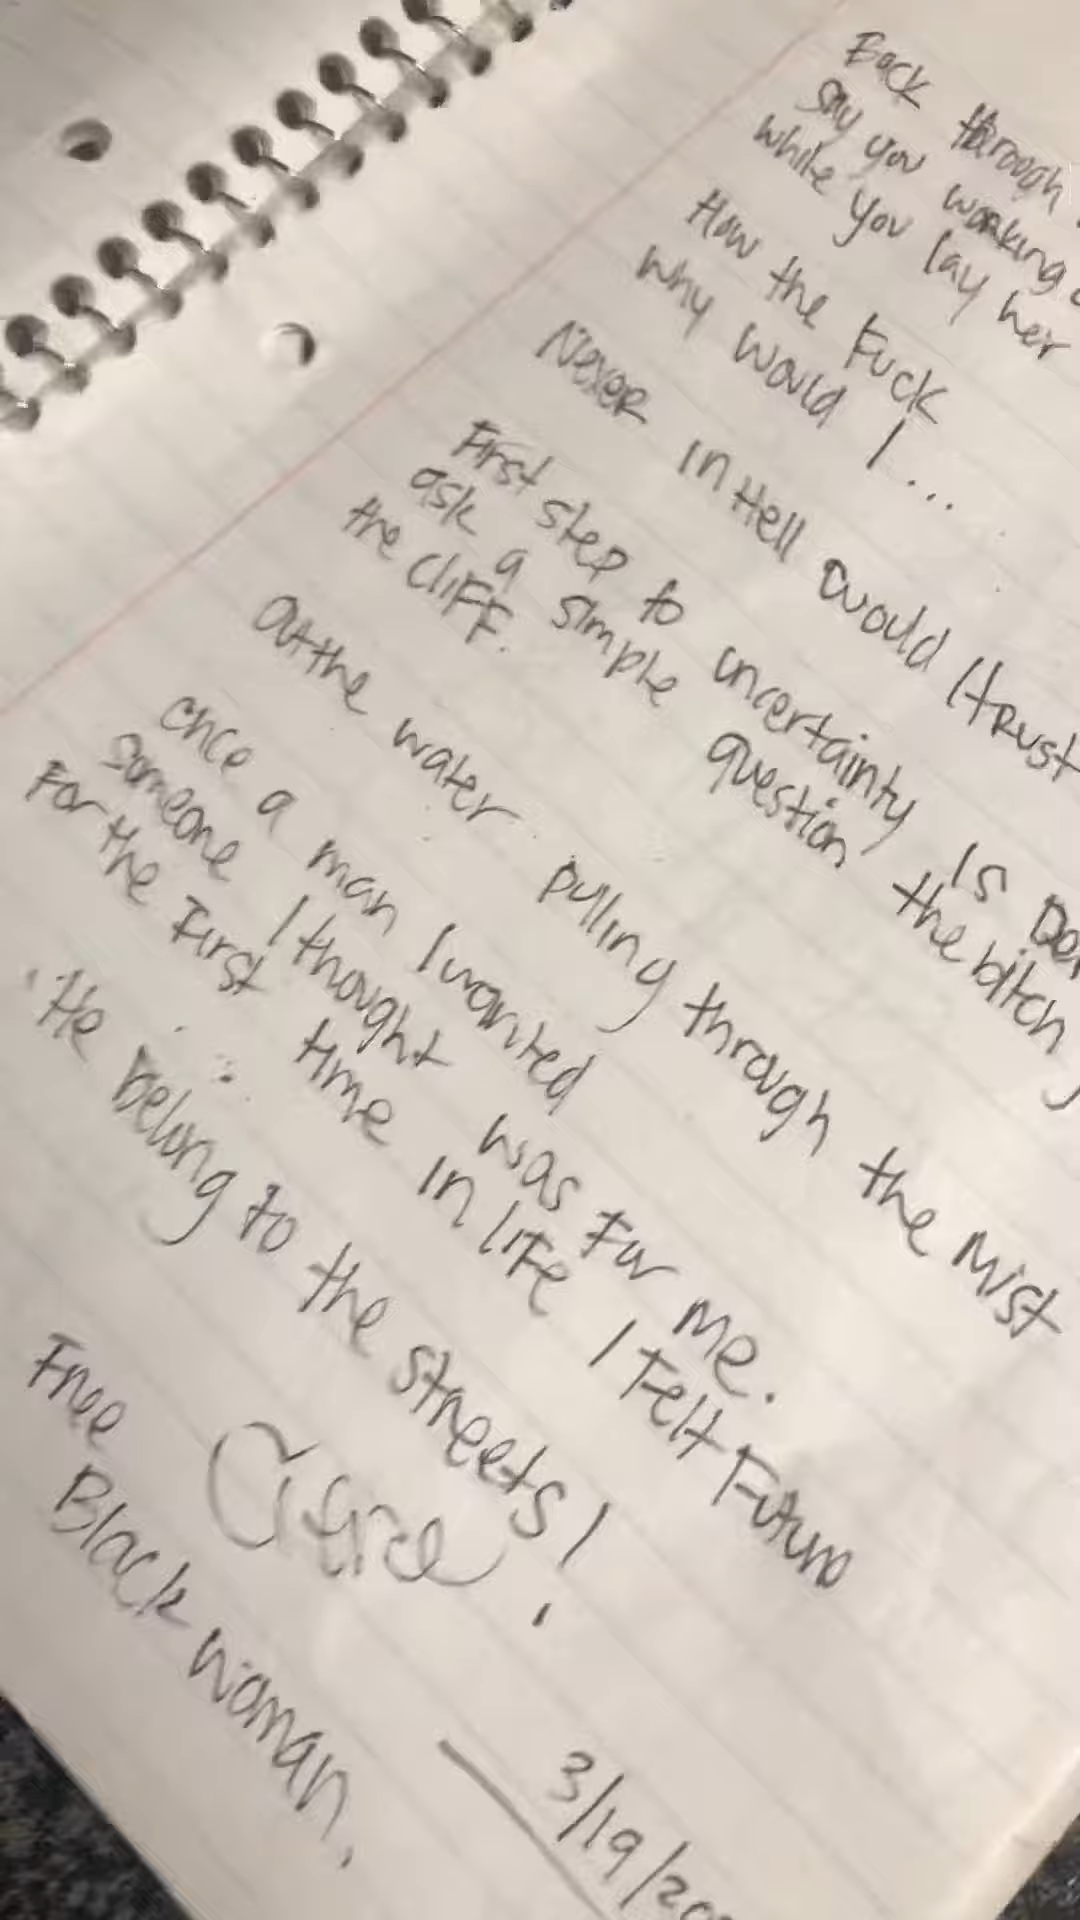 Back through
Say you working
while you lay her
How the Fuck
Why would I...
Never in Hell would I trust
First step to uncertainty is
ask a simple question the bitch
the cliFF.
Out the water pulling through the Mist
Once a man I wanted
someone I thought was For me.
For the First time in life I Felt Future
He belong to the streets!
Free
Black woman.
3/19/20